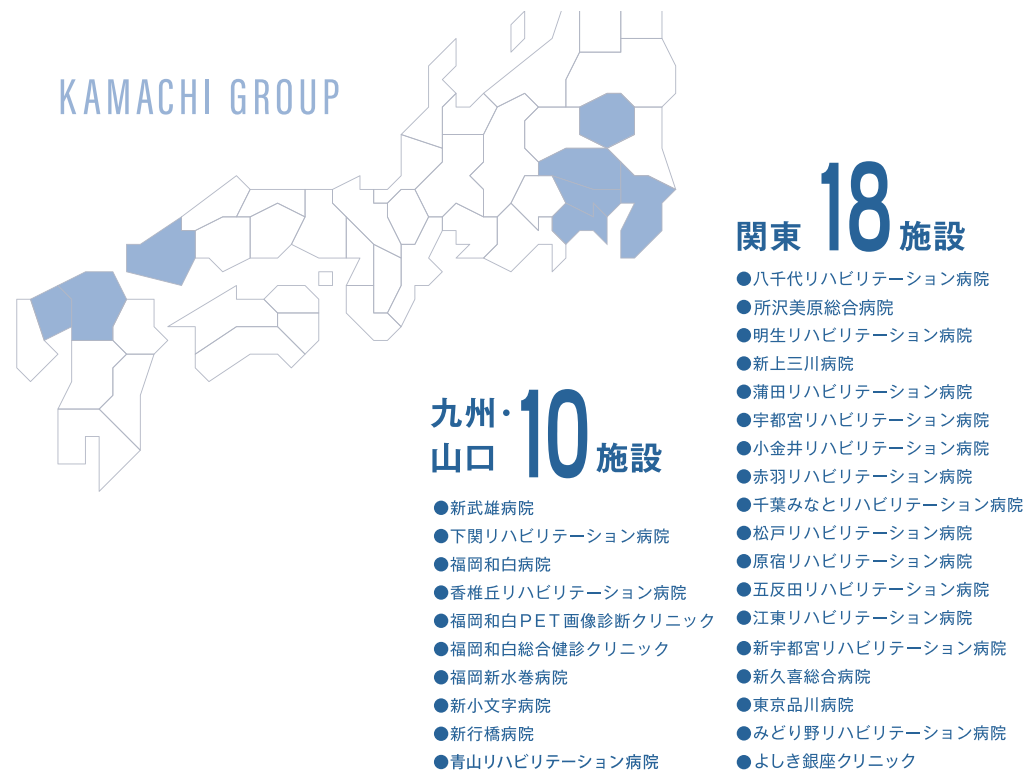 KAMACHI GROUP
関東 18 施設
●八千代リハビリテーション病院
●所沢美原総合病院
●明生リハビリテーション病院
●新上三川病院
●蒲田リハビリテーション病院
●宇都宮リハビリテーション病院
●小金井リハビリテーション病院
●赤羽リハビリテーション病院
●千葉みなとリハビリテーション病院
●松戸リハビリテーション病院
●原宿リハビリテーション病院
●五反田リハビリテーション病院
●江東リハビリテーション病院
●新宇都宮リハビリテーション病院
●新久喜総合病院
●東京品川病院
●みどり野リハビリテーション病院
●よしき銀座クリニック
九州・
山口 10 施設
●新武雄病院
●下関リハビリテーション病院
●福岡和白病院
●香椎丘リハビリテーション病院
●福岡和白PET画像診断クリニック
●福岡和白総合健診クリニック
●福岡新水巻病院
●新小文字病院
●新行橋病院
●青山リハビリテーション病院